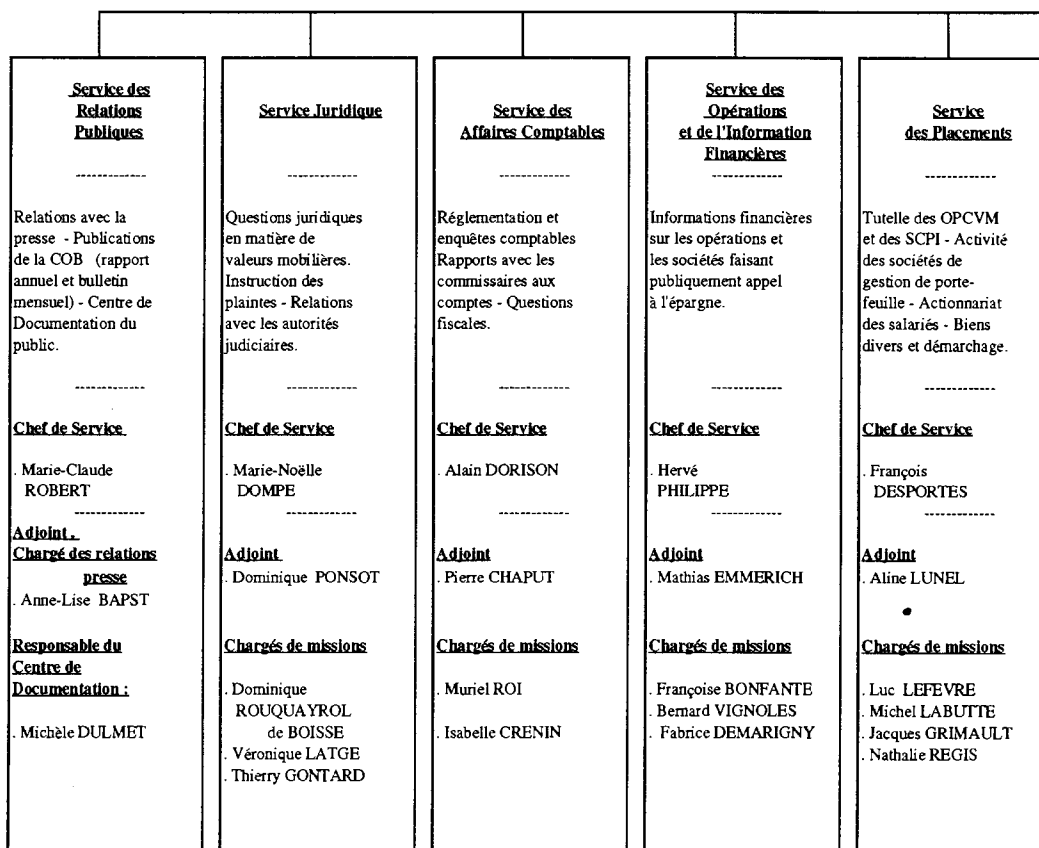 Service des
Relations
Publiques
-------------
Relations avec la
presse - Publications
de la COB (rapport
annuel et bulletin
mensuel) - Centre de
Documentation du
public.
-------------
Chef de Service
. Marie-Claude
ROBERT
-------------
Adjoint,
Chargé des relations
presse
. Anne-Lise BAPST
Responsable du
Centre de
Documentation :
. Michèle DULMET
Service Juridique
-------------
Questions juridiques
en matière de
valeurs mobilières.
Instruction des
plaintes - Relations
avec les autorités
judiciaires.
-------------
Chef de Service
. Marie-Noëlle
DOMPE
-------------
Adjoint
. Dominique PONSOT
Chargés de missions
. Dominique
ROUQUAYROL
de BOISSE
. Véronique LATGE
. Thierry GONTARD
Service des
Affaires Comptables
-------------
Réglementation et
enquêtes comptables
Rapports avec les
commissaires aux
comptes - Questions
fiscales.
-------------
Chef de Service
. Alain DORISON
-------------
Adjoint
. Pierre CHAPUT
Chargés de missions
. Muriel ROI
. Isabelle CRENIN
Service des
Opérations
et de l'Information
Financières
-------------
Informations financières
sur les opérations et
les sociétés faisant
publiquement appel
à l'épargne.
-------------
Chef de Service
. Hervé
PHILIPPE
-------------
Adjoint
. Mathias EMMERICH
Chargés de missions
. Françoise BONFANTE
. Bernard VIGNOLES
. Fabrice DEMARIGNY
Service
des Placements
-------------
Tutelle des OPCVM
et des SCPI - Activité
des sociétés de
gestion de porte-
feuille - Actionnariat
des salariés - Biens
divers et démarchage.
-------------
Chef de Service
. François
DESPORTES
-------------
Adjoint
. Aline LUNEL
Chargés de missions
. Luc LEFEVRE
. Michel LABUTTE
. Jacques GRIMAULT
. Nathalie REGIS